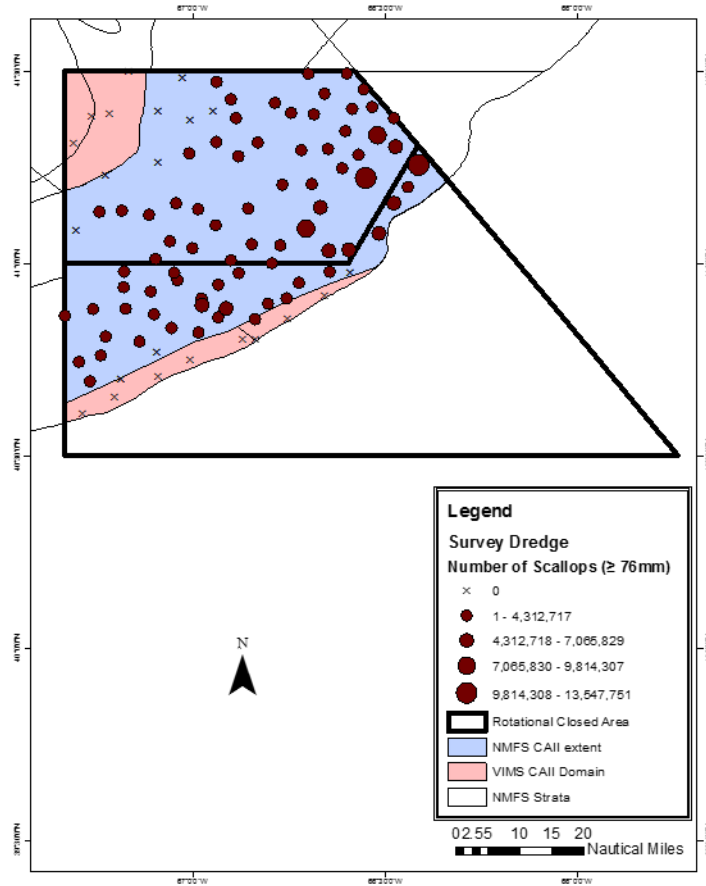 N
Legend
Survey Dredge
Number of Scallops (≥ 76mm)
0
1 - 4,312,717
4,312,718 - 7,065,829
7,065,830 - 9,814,307
9,814,308 - 13,547,751
Rotational Closed Area
NMFS CAII extent
VIMS CAII Domain
NMFS Strata
02.55 10 15 20
Nautical Miles